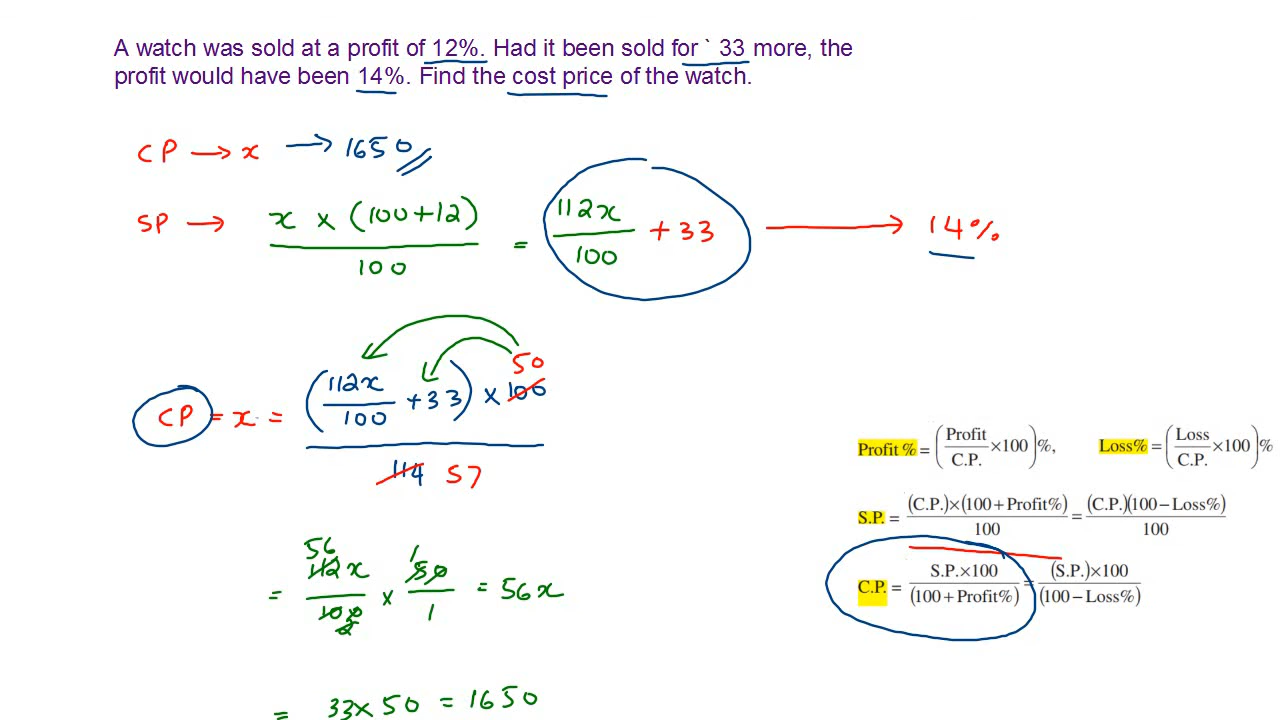 A watch was sold at a profit of 12%. Had it been sold for ` 33 more, the
profit would have been 14%. Find the cost price of the watch.
CP → x → 1650
SP → x × (100+12) / 100 = 112x / 100 + 33 → 14%
50
CP = x = (112x / 100 + 33) × 100
114 57
Profit % = (Profit / C.P. × 100)%, Loss% = (Loss / C.P. × 100)%
S.P. = (C.P.)×(100+Profit%) / 100 = (C.P.)(100−Loss%) / 100
C.P. = S.P.×100 / (100+Profit%) = (S.P.)×100 / (100−Loss%)
56 1
= 112x / 100 × 50 / 1 = 56x
2
= 33 × 50 = 1650